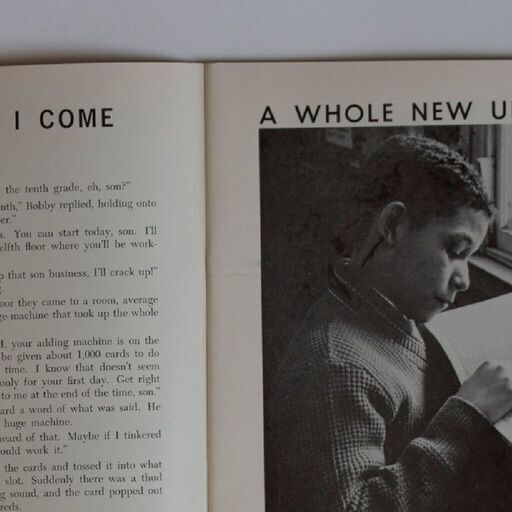 I COME
the tenth grade, eh, son?"
nth," Bobby replied, holding onto
er."
s. You can start today, son. I'll
elfth floor where you'll be work-
p that son business, I'll crack up!"
g.
oor they came to a room, average
ge machine that took up the whole
I, your adding machine is on the
be given about 1,000 cards to do
time. I know that doesn't seem
only for your first day. Get right
to me at the end of the time, son."
ard a word of what was said. He
huge machine.
heard of that. Maybe if I tinkered
ould work it."
the cards and tossed it into what
slot. Suddenly there was a thud
g sound, and the card popped out
reds.
A WHOLE NEW U